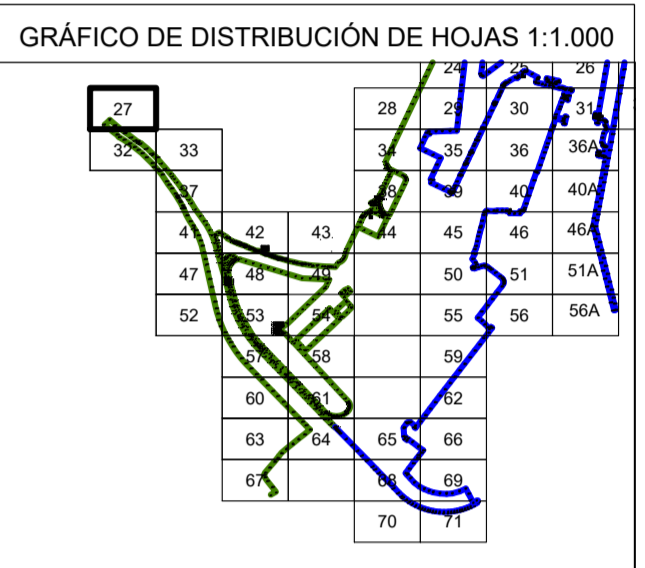 GRÁFICO DE DISTRIBUCIÓN DE HOJAS 1:1.000
24 25 26
27 28 29 30 31
32 33 34 35 36 36A
37 38 39 40 40A
41 42 43 44 45 46 46A
47 48 49 50 51 51A
52 53 54 55 56 56A
57 58 59
60 61 62
63 64 65 66
67 68 69
70 71